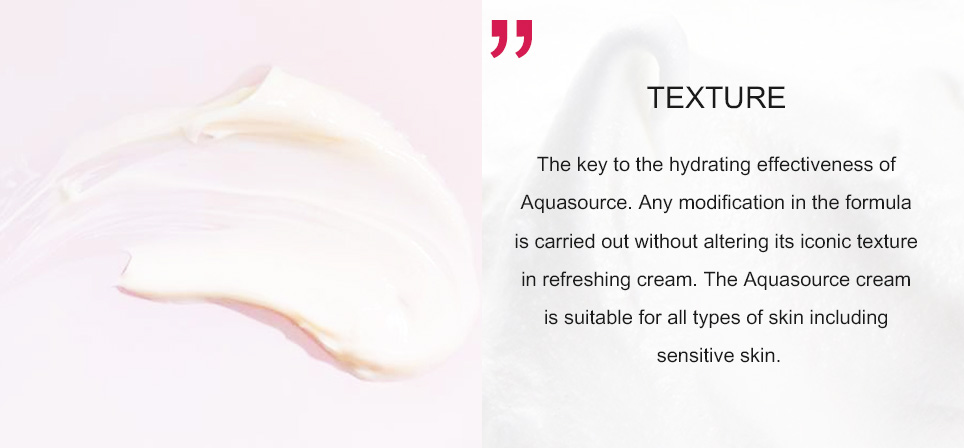 ”
TEXTURE
The key to the hydrating effectiveness of
Aquasource. Any modification in the formula
is carried out without altering its iconic texture
in refreshing cream. The Aquasource cream
is suitable for all types of skin including
sensitive skin.